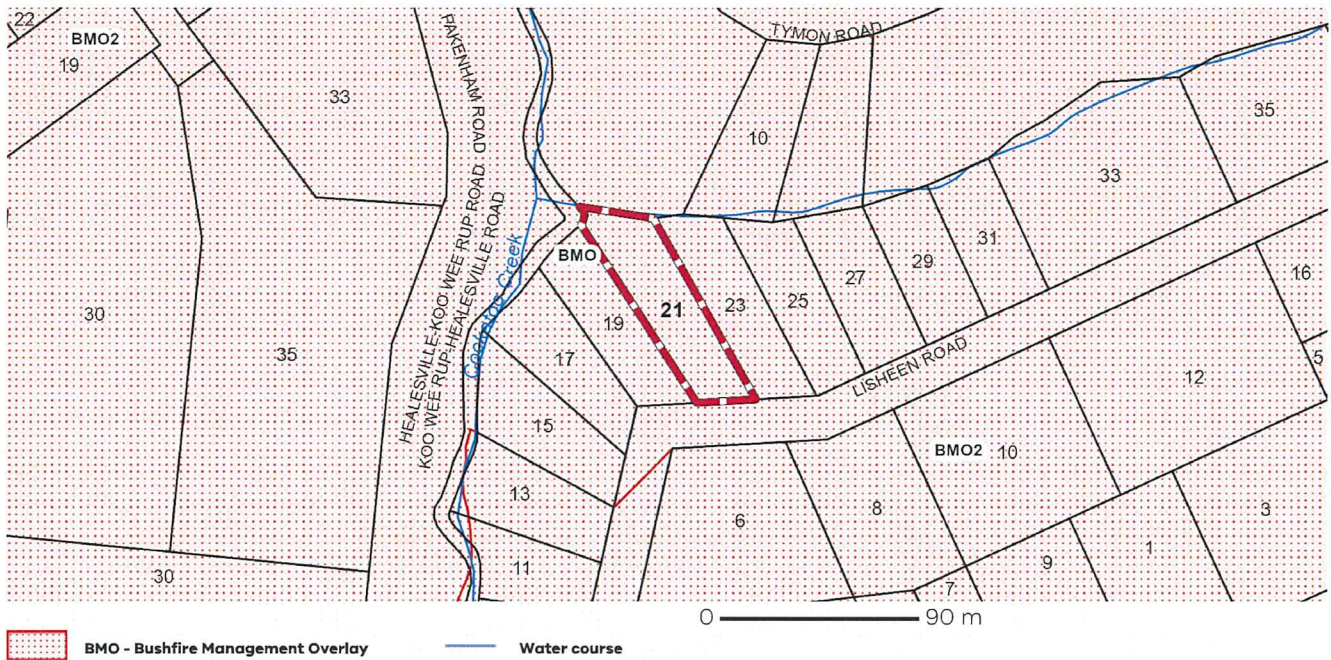 22
BMO2
19
33
PAKENHAM ROAD
TYMON ROAD
10
35
33
HEALESVILLE-KOO WEE RUP ROAD
KOO WEE RUP-HEALESVILLE ROAD
Cockatoo Creek
BMO
31
29
27
25
23
21
19
17
15
13
11
30
35
30
LISHEEN ROAD
16
5
12
BMO2
10
8
6
3
1
9
7
0 90 m
BMO - Bushfire Management Overlay
Water course